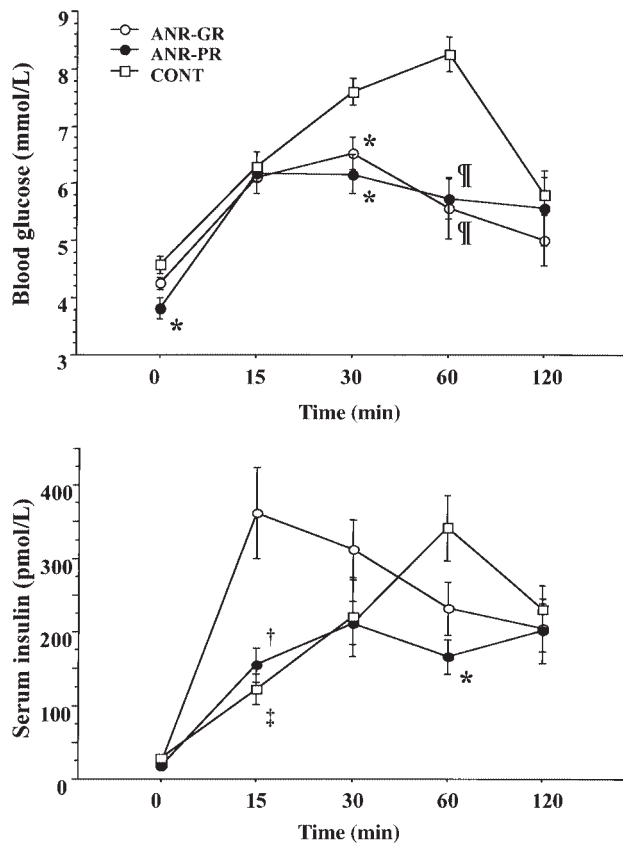 9
8
7
6
5
4
3
Blood glucose (mmol/L)
ANR-GR
ANR-PR
CONT
*
*
*
¶
¶
0 15 30 60 120
Time (min)
400
300
200
100
0
Serum insulin (pmol/L)
†
‡
*
0 15 30 60 120
Time (min)